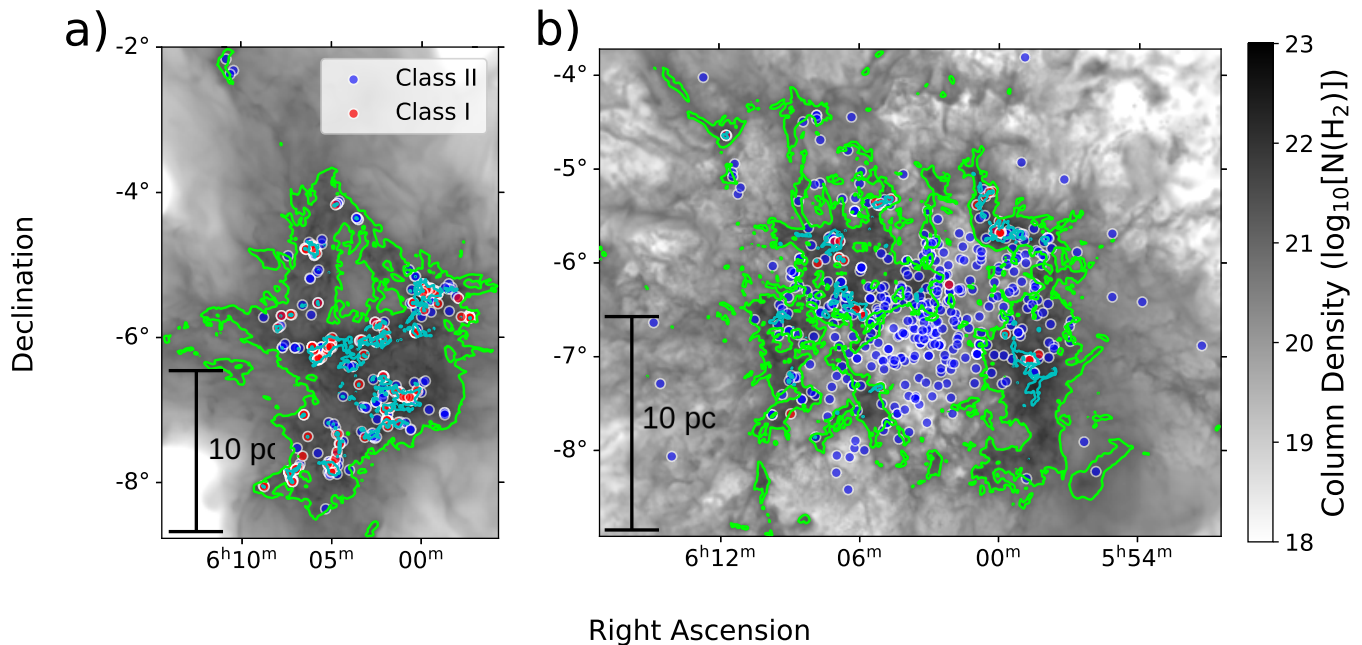 a)
-2°
-4°
-6°
-8°
Class II
Class I
10 pc
6ʰ10ᵐ 05ᵐ 00ᵐ
b)
-4°
-5°
-6°
-7°
-8°
10 pc
6ʰ12ᵐ 06ᵐ 00ᵐ 5ʰ54ᵐ
23
22
21
20
19
18
Column Density (log₁₀[N(H₂)])
Declination
Right Ascension